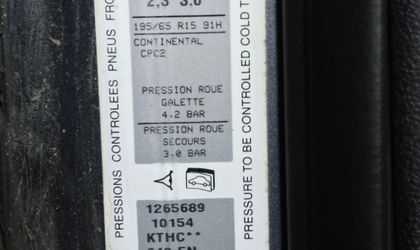 PRESSIONS CONTROLEES PNEUS FRO
2,3 3,0
195/65 R15 91H
CONTINENTAL
CPC2
PRESSION ROUE
GALETTE
4.2 BAR
PRESSION ROUE
SECOURS
3.0 BAR
1265689
10154
KTHC**
PRESSURE TO BE CONTROLLED COLD T